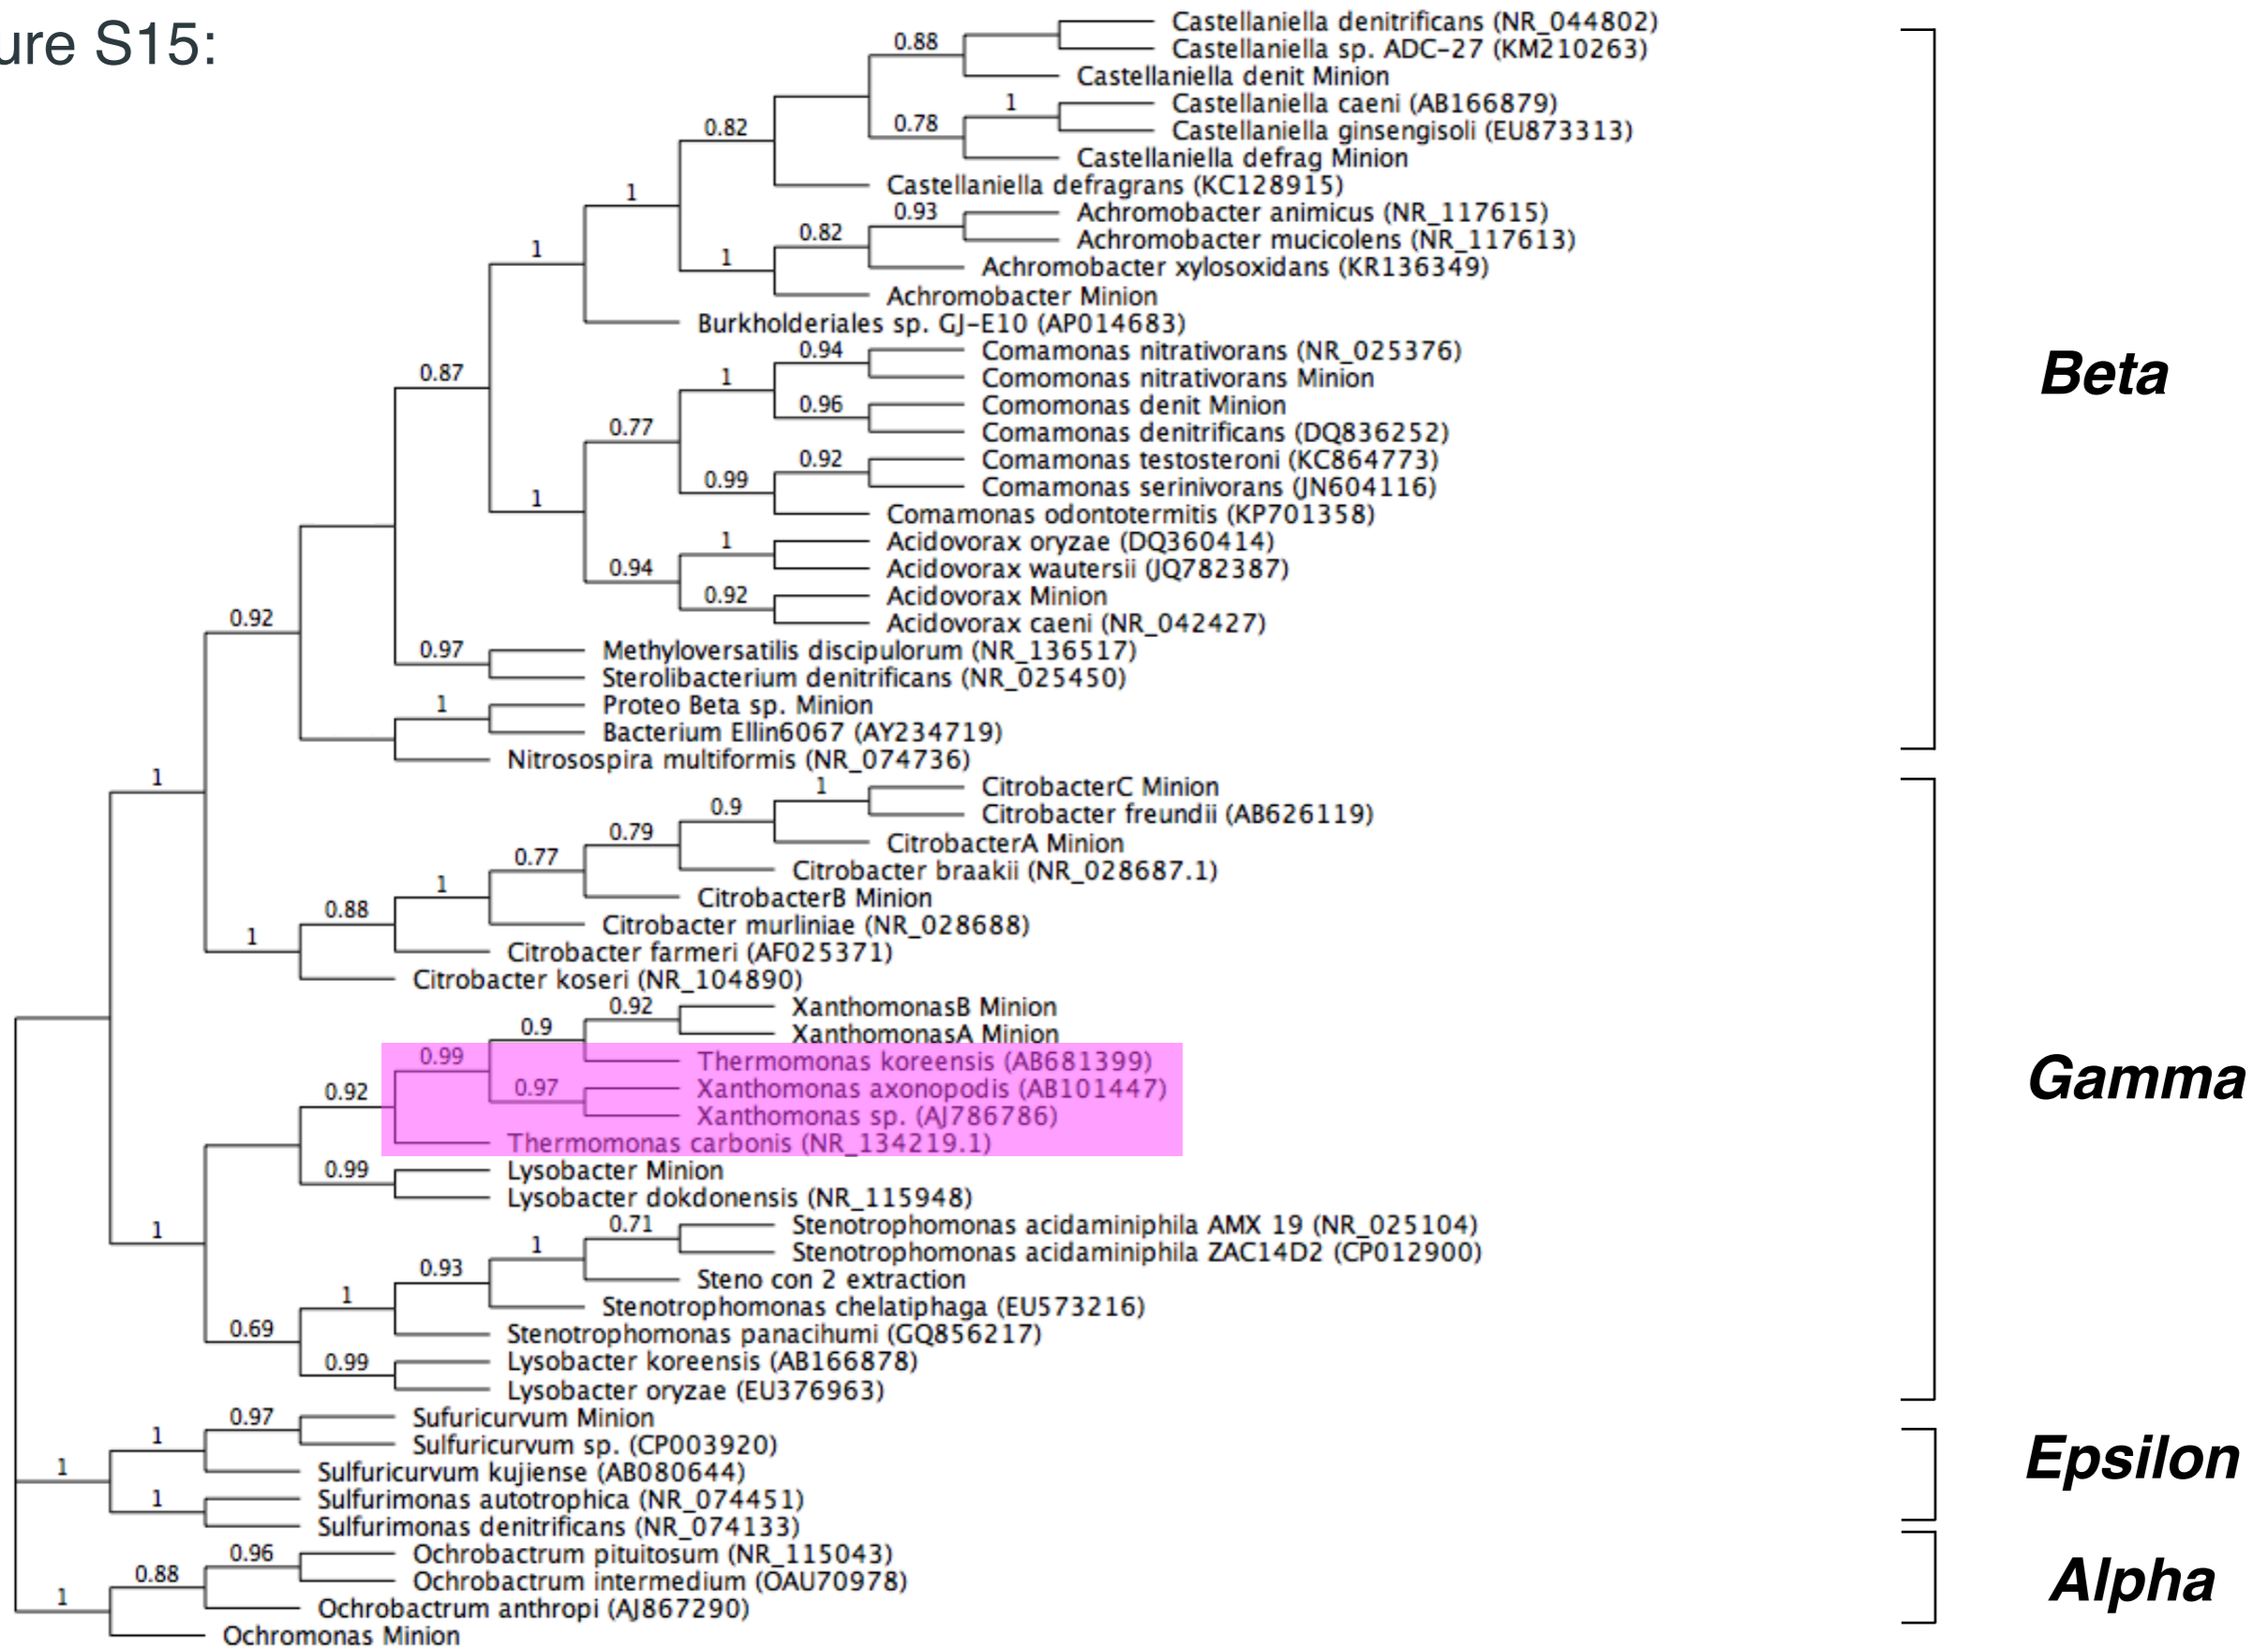 ure S15:
Castellaniella denitrificans (NR_044802)
Castellaniella sp. ADC-27 (KM210263)
0.88
Castellaniella denit Minion
1
Castellaniella caeni (AB166879)
0.78
Castellaniella ginsengisoli (EU873313)
0.82
Castellaniella defrag Minion
Castellaniella defragrans (KC128915)
1
0.93
Achromobacter animicus (NR_117615)
0.82
Achromobacter mucicolens (NR_117613)
1
1
Achromobacter xylosoxidans (KR136349)
Achromobacter Minion
Burkholderiales sp. GJ-E10 (AP014683)
0.94
Comamonas nitrativorans (NR_025376)
0.87
1
Comomonas nitrativorans Minion
0.96
Comomonas denit Minion
0.77
Comamonas denitrificans (DQ836252)
0.92
Comamonas testosteroni (KC864773)
0.99
Comamonas serinivorans (JN604116)
1
Comamonas odontotermitis (KP701358)
1
Acidovorax oryzae (DQ360414)
0.94
Acidovorax wautersii (JQ782387)
0.92
Acidovorax Minion
0.92
Acidovorax caeni (NR_042427)
0.97
Methyloversatilis discipulorum (NR_136517)
Sterolibacterium denitrificans (NR_025450)
1
Proteo Beta sp. Minion
Bacterium Ellin6067 (AY234719)
Nitrosospira multiformis (NR_074736)
1
1
CitrobacterC Minion
0.9
Citrobacter freundii (AB626119)
0.79
CitrobacterA Minion
0.77
Citrobacter braakii (NR_028687.1)
1
CitrobacterB Minion
0.88
Citrobacter murliniae (NR_028688)
1
Citrobacter farmeri (AF025371)
Citrobacter koseri (NR_104890)
0.92
XanthomonasB Minion
0.9
XanthomonasA Minion
0.99
Thermomonas koreensis (AB681399)
0.92
0.97
Xanthomonas axonopodis (AB101447)
Xanthomonas sp. (AJ786786)
Thermomonas carbonis (NR_134219.1)
0.99
Lysobacter Minion
Lysobacter dokdonensis (NR_115948)
1
0.71
Stenotrophomonas acidaminiphila AMX 19 (NR_025104)
1
Stenotrophomonas acidaminiphila ZAC14D2 (CP012900)
0.93
Steno con 2 extraction
1
Stenotrophomonas chelatiphaga (EU573216)
0.69
Stenotrophomonas panacihumi (GQ856217)
0.99
Lysobacter koreensis (AB166878)
Lysobacter oryzae (EU376963)
0.97
Sufuricurvum Minion
1
Sulfuricurvum sp. (CP003920)
1
Sulfuricurvum kujiense (AB080644)
1
Sulfurimonas autotrophica (NR_074451)
Sulfurimonas denitrificans (NR_074133)
0.96
Ochrobactrum pituitosum (NR_115043)
0.88
Ochrobactrum intermedium (OAU70978)
1
Ochrobactrum anthropi (AJ867290)
Ochromonas Minion
Beta
Gamma
Epsilon
Alpha